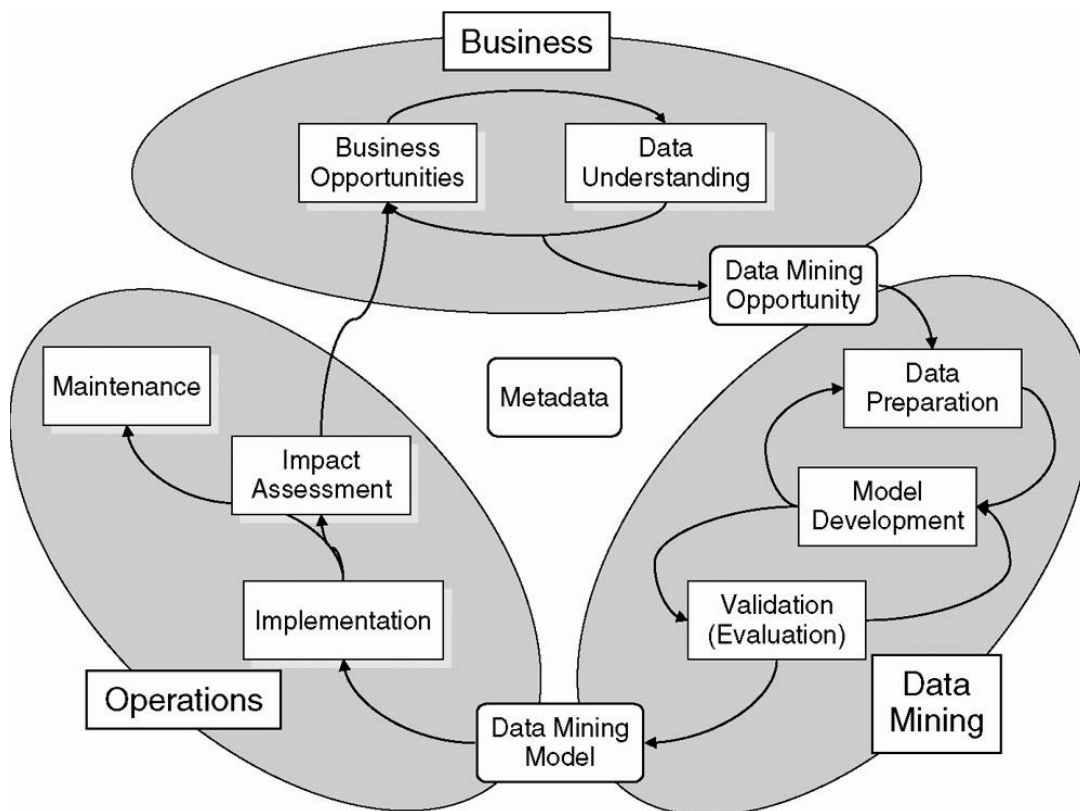 Business
Business
Opportunities
Data
Understanding
Data Mining
Opportunity
Maintenance
Metadata
Data
Preparation
Impact
Assessment
Model
Development
Implementation
Validation
(Evaluation)
Operations
Data
Mining
Data Mining
Model